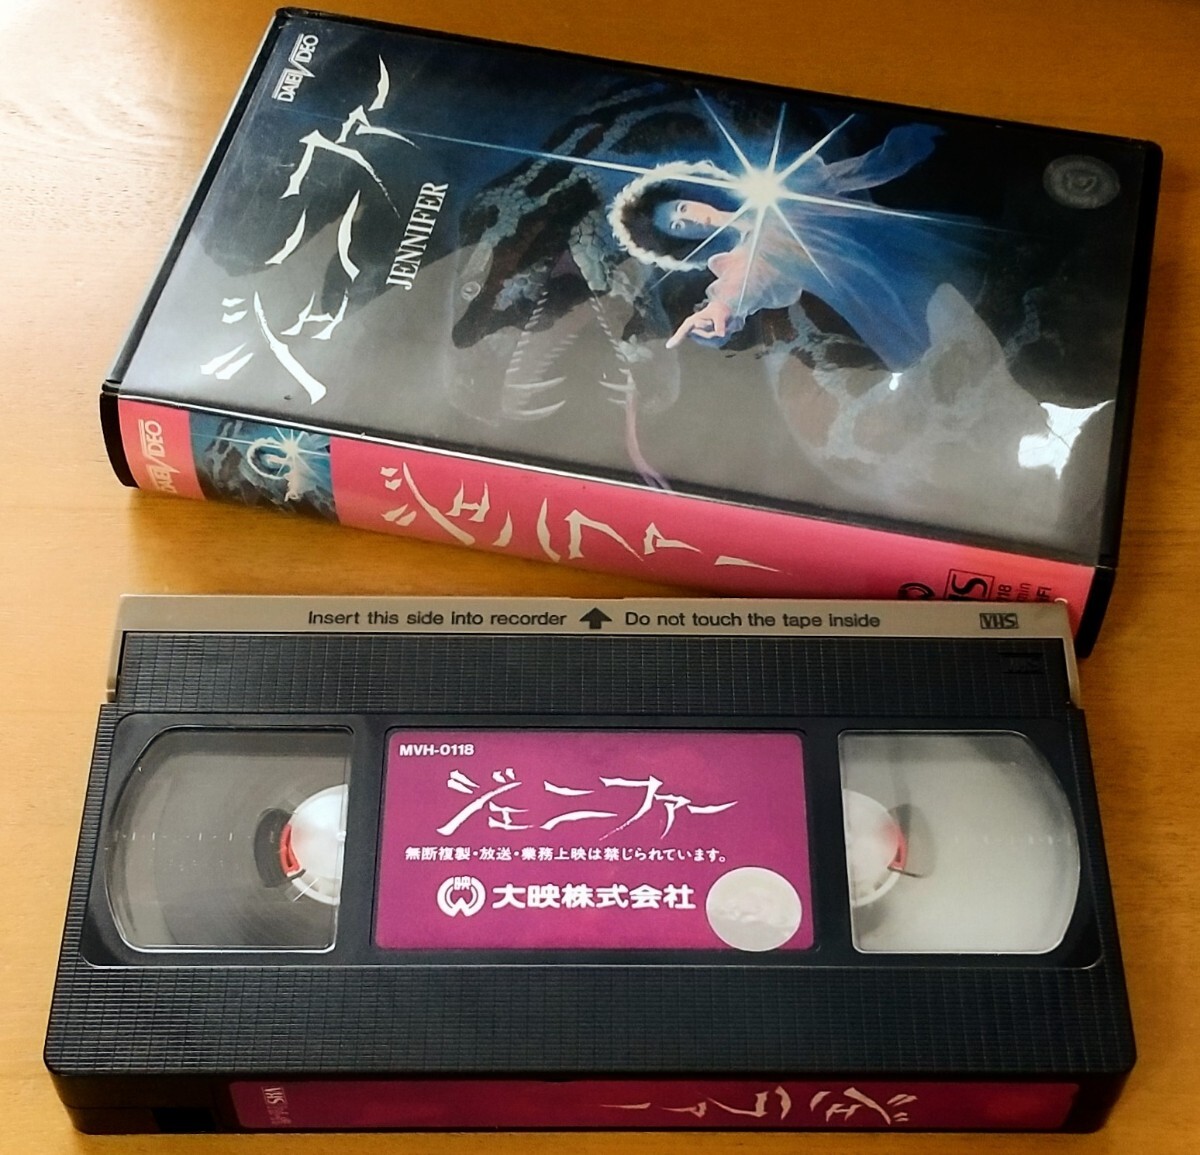 DAIEI VIDEO
ジェニファー
JENNIFER
DAIEI VIDEO
ジェニファー
Insert this side into recorder Do not touch the tape inside VHS
MVH-0118
ジェニファー
無断複製・放送・業務上映は禁じられています。
大映株式会社
VHS
ジェニファー